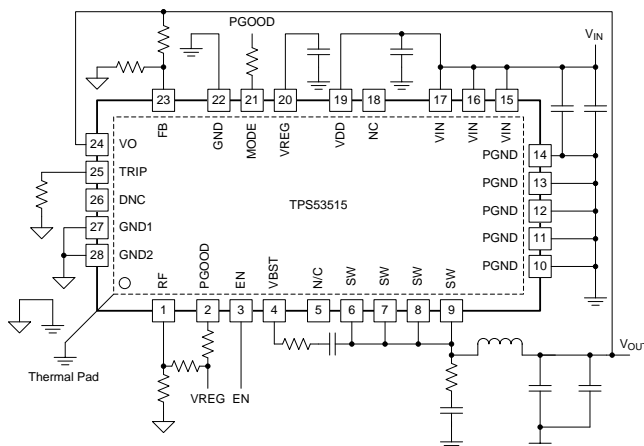 PGOOD
V_IN
23
22
21
20
19
18
17
16
15
FB
GND
MODE
VREG
VDD
NC
VIN
VIN
VIN
24 VO
25 TRIP
26 DNC
27 GND1
28 GND2
TPS53515
PGND 14
PGND 13
PGND 12
PGND 11
PGND 10
RF
PGOOD
EN
VBST
N/C
SW
SW
SW
SW
1
2
3
4
5
6
7
8
9
Thermal Pad
VREG
EN
V_OUT